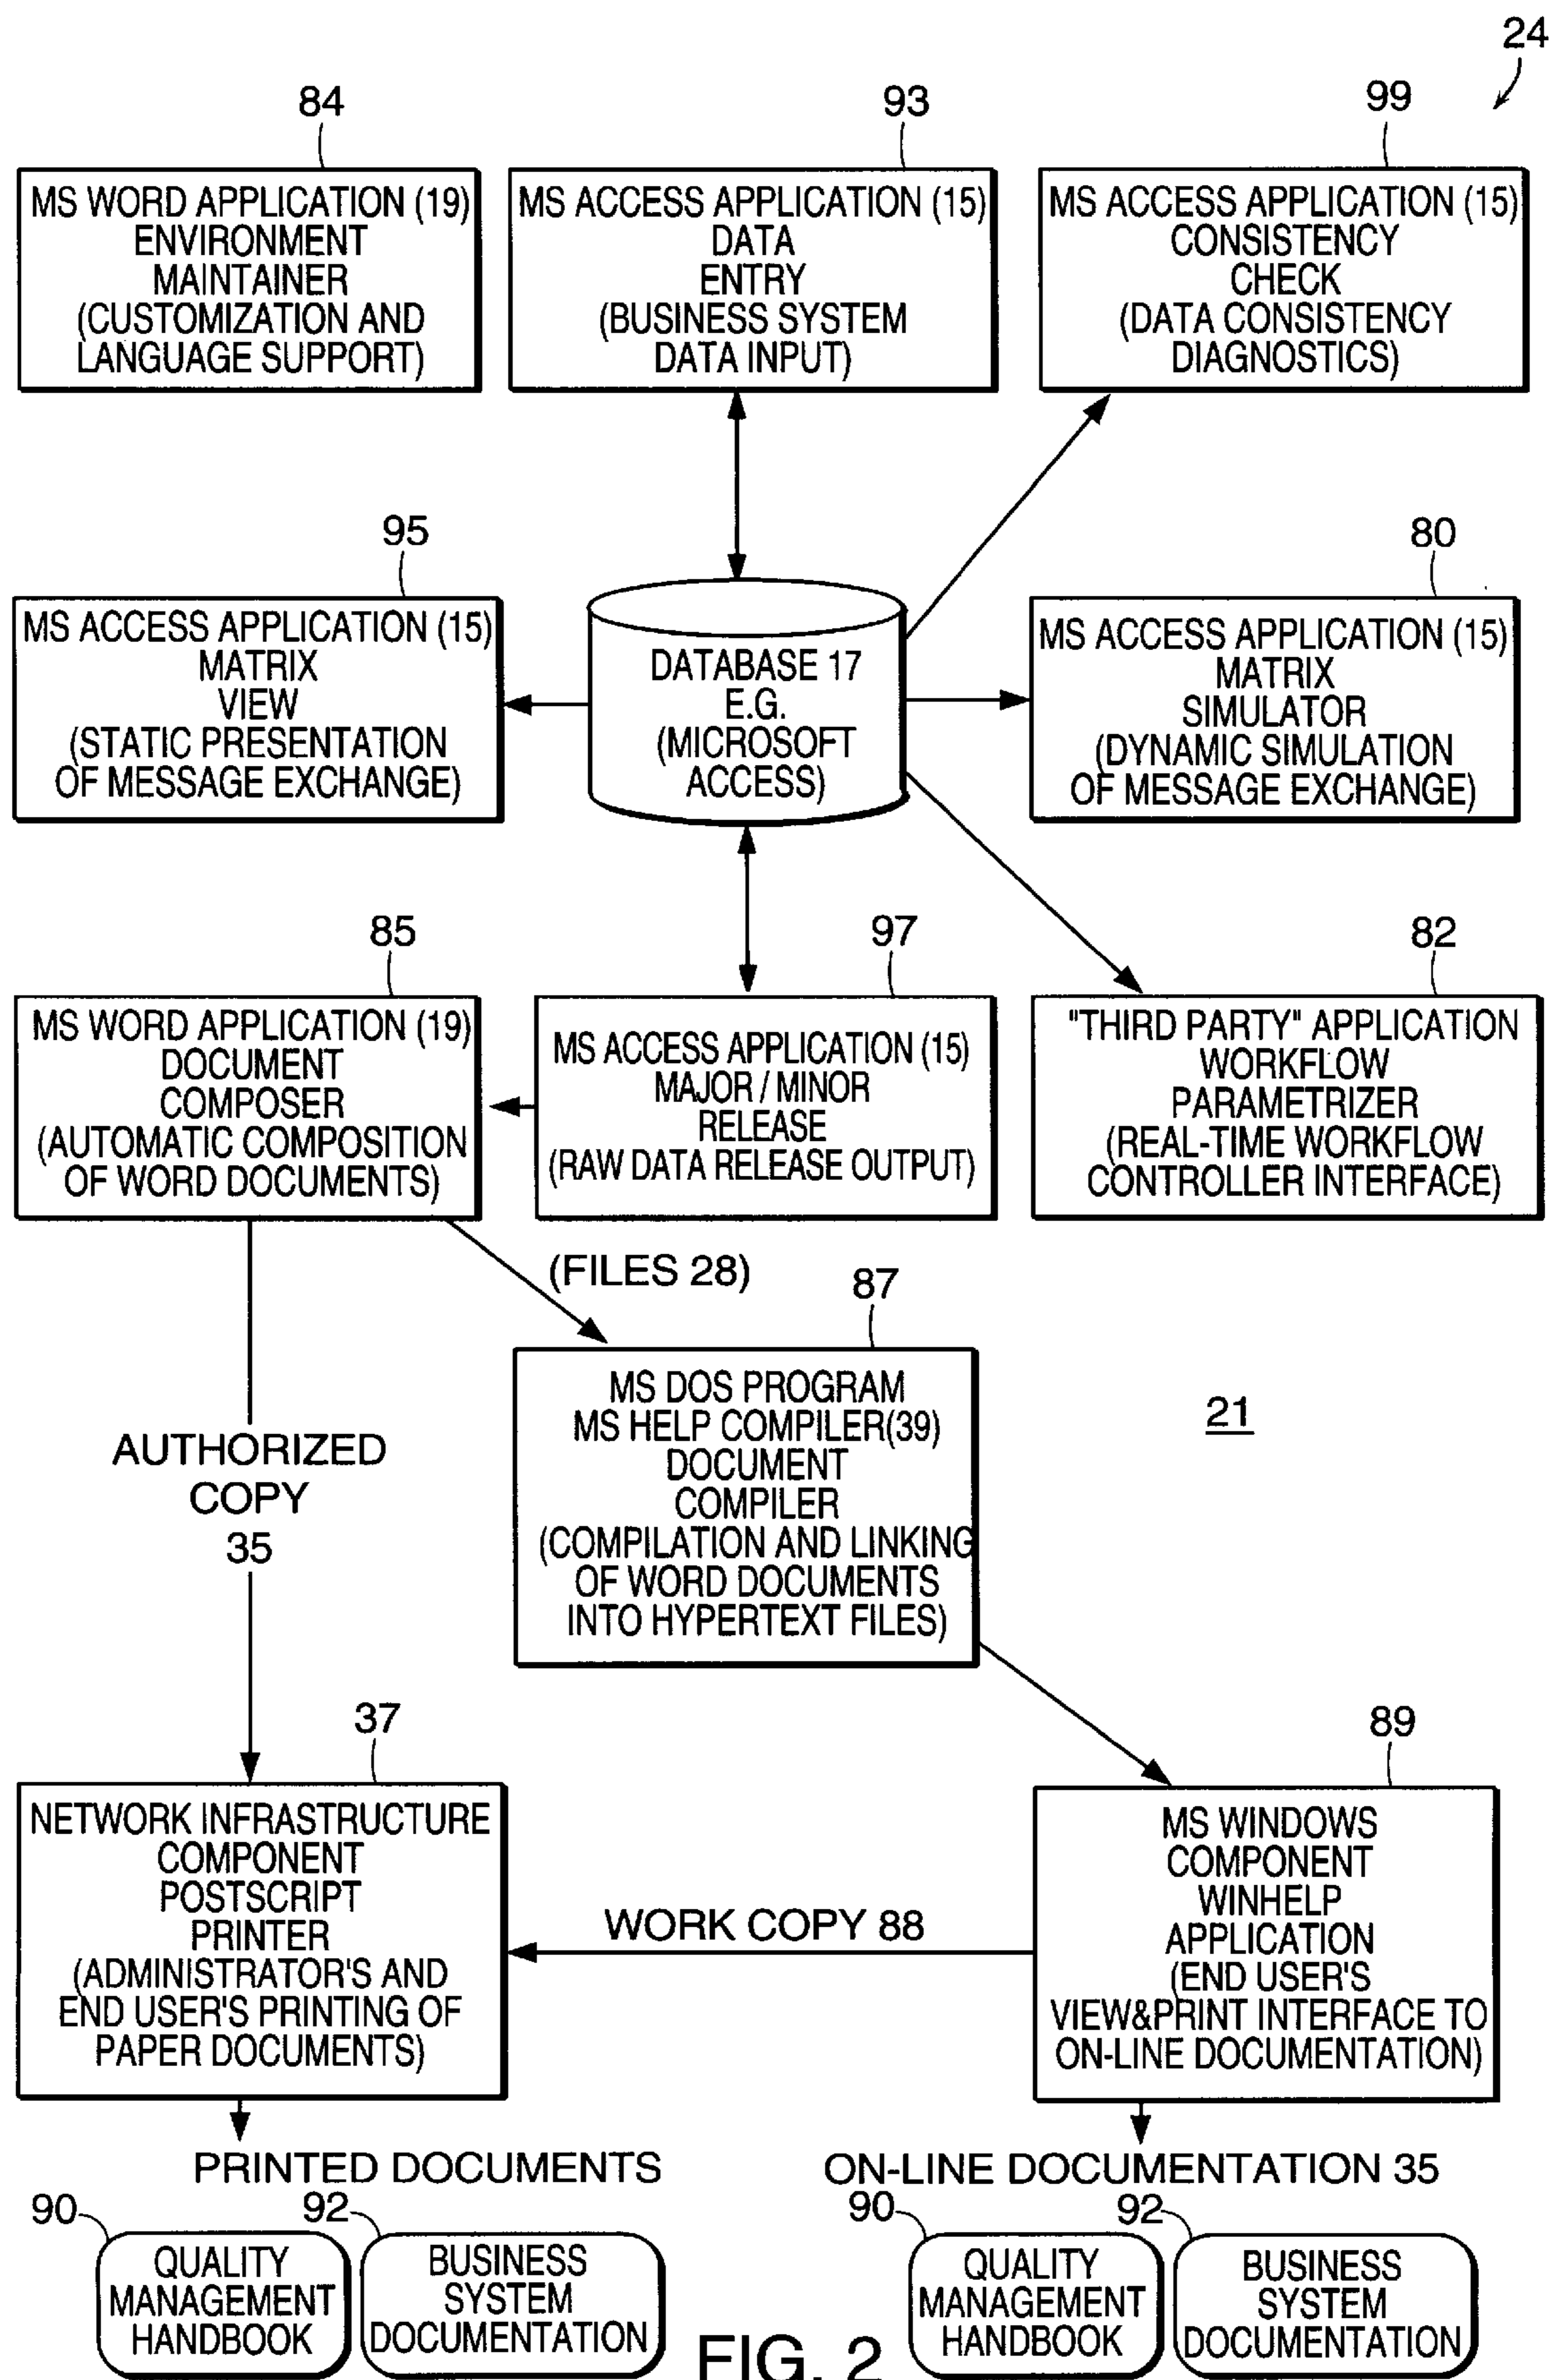 24
84
93
99
MS WORD APPLICATION (19)
ENVIRONMENT
MAINTAINER
(CUSTOMIZATION AND
LANGUAGE SUPPORT)
MS ACCESS APPLICATION (15)
DATA
ENTRY
(BUSINESS SYSTEM
DATA INPUT)
MS ACCESS APPLICATION (15)
CONSISTENCY
CHECK
(DATA CONSISTENCY
DIAGNOSTICS)
95
80
MS ACCESS APPLICATION (15)
MATRIX
VIEW
(STATIC PRESENTATION
OF MESSAGE EXCHANGE)
DATABASE 17
E.G.
(MICROSOFT
ACCESS)
MS ACCESS APPLICATION (15)
MATRIX
SIMULATOR
(DYNAMIC SIMULATION
OF MESSAGE EXCHANGE)
85
97
82
MS WORD APPLICATION (19)
DOCUMENT
COMPOSER
(AUTOMATIC COMPOSITION
OF WORD DOCUMENTS)
MS ACCESS APPLICATION (15)
MAJOR / MINOR
RELEASE
(RAW DATA RELEASE OUTPUT)
"THIRD PARTY" APPLICATION
WORKFLOW
PARAMETRIZER
(REAL-TIME WORKFLOW
CONTROLLER INTERFACE)
(FILES 28)
87
MS DOS PROGRAM
MS HELP COMPILER(39)
DOCUMENT
COMPILER
(COMPILATION AND LINKING
OF WORD DOCUMENTS
INTO HYPERTEXT FILES)
21
AUTHORIZED
COPY
35
37
89
NETWORK INFRASTRUCTURE
COMPONENT
POSTSCRIPT
PRINTER
(ADMINISTRATOR'S AND
END USER'S PRINTING OF
PAPER DOCUMENTS)
WORK COPY 88
MS WINDOWS
COMPONENT
WINHELP
APPLICATION
(END USER'S
VIEW&PRINT INTERFACE TO
ON-LINE DOCUMENTATION)
PRINTED DOCUMENTS
ON-LINE DOCUMENTATION 35
90
92
90
92
QUALITY
MANAGEMENT
HANDBOOK
BUSINESS
SYSTEM
DOCUMENTATION
QUALITY
MANAGEMENT
HANDBOOK
BUSINESS
SYSTEM
DOCUMENTATION
FIG. 2